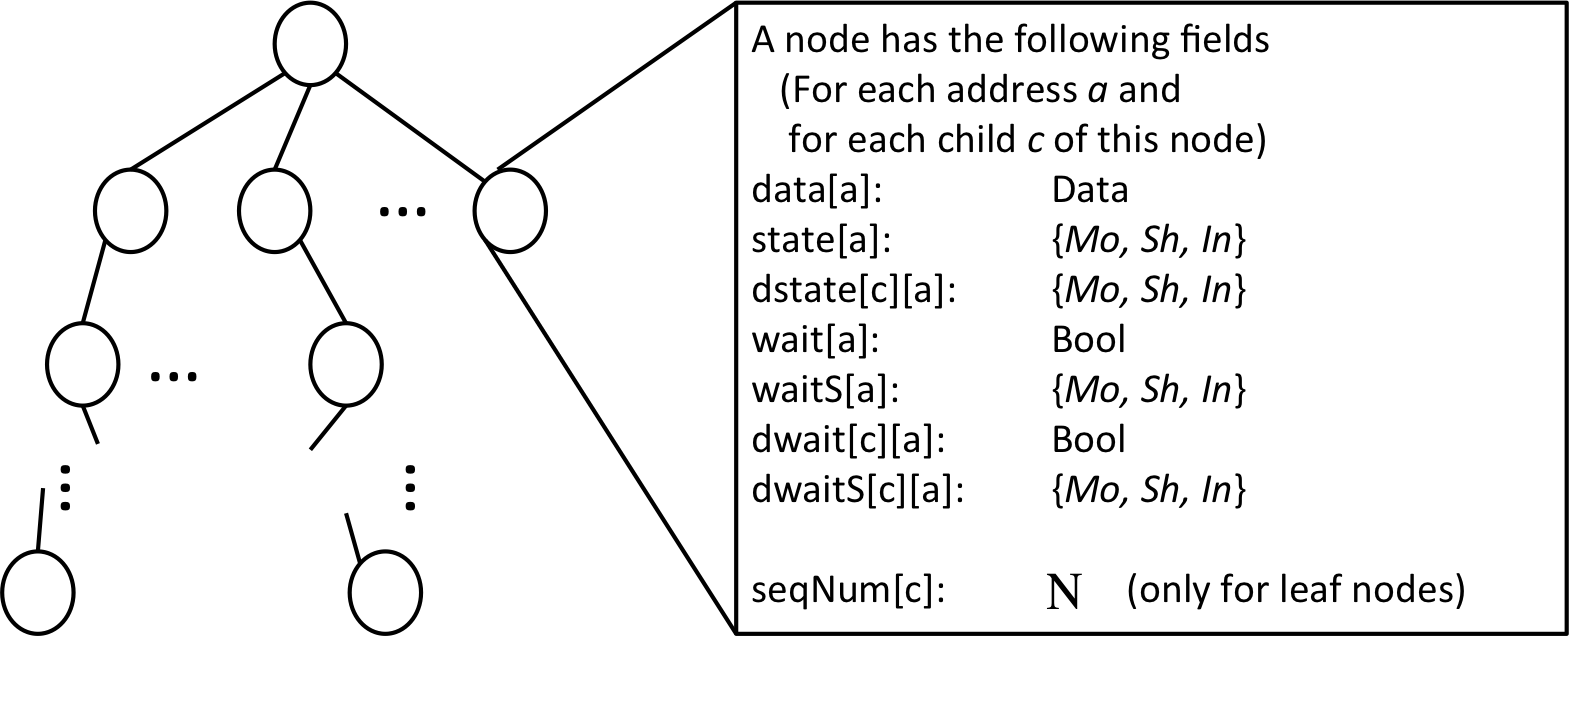 A node has the following fields
(For each address a and
for each child c of this node)
data[a]: Data
state[a]: {Mo, Sh, In}
dstate[c][a]: {Mo, Sh, In}
wait[a]: Bool
waitS[a]: {Mo, Sh, In}
dwait[c][a]: Bool
dwaitS[c][a]: {Mo, Sh, In}
seqNum[c]: N (only for leaf nodes)